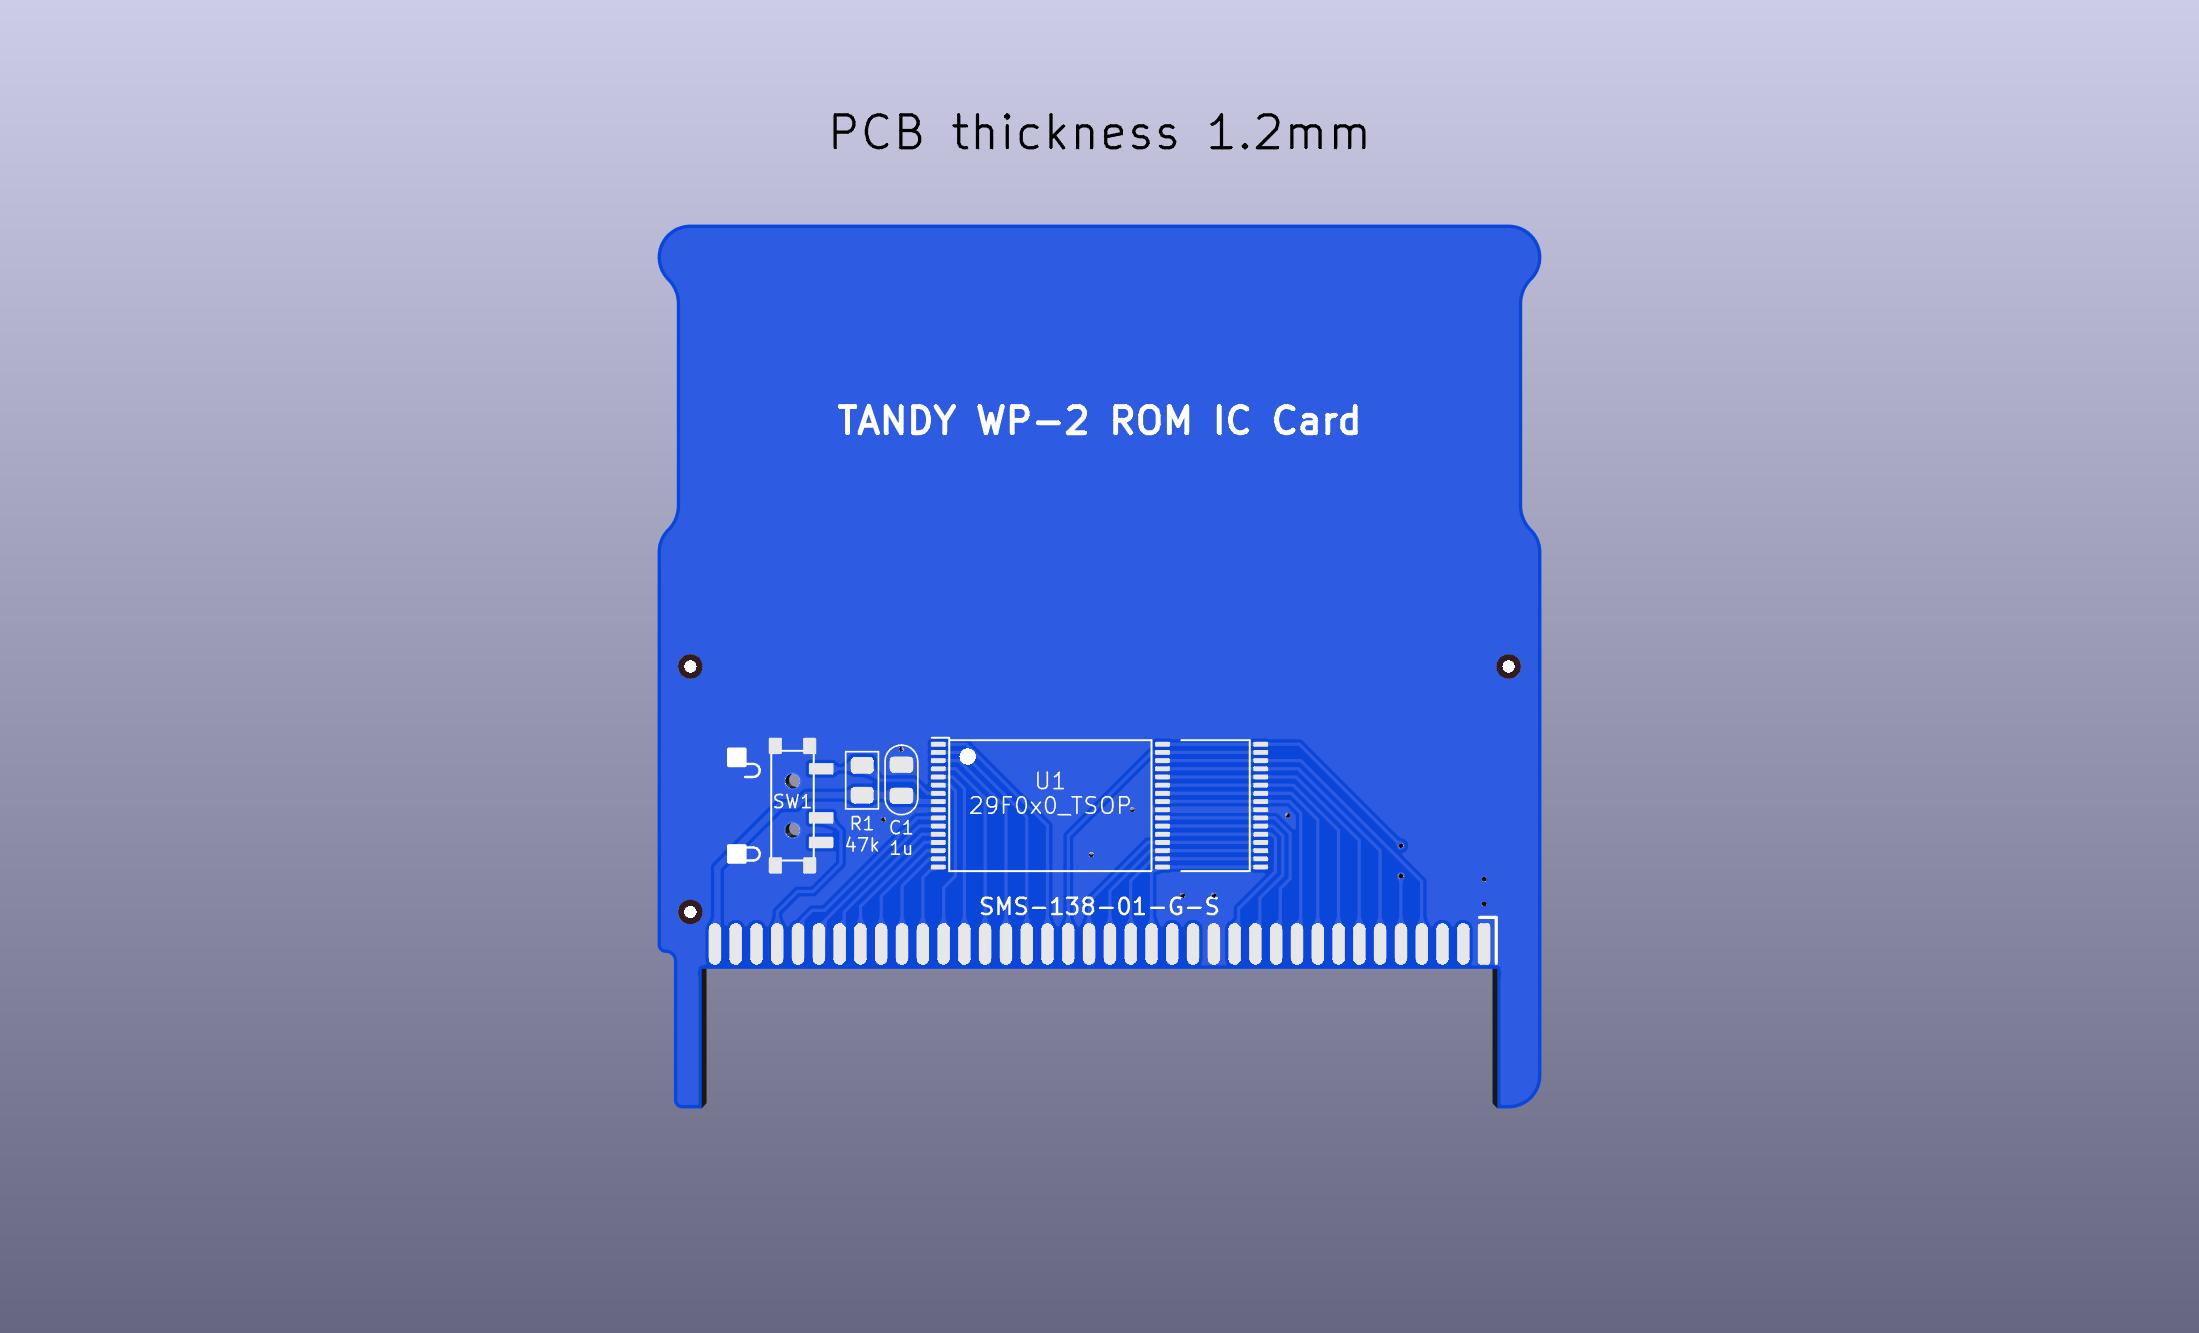 PCB thickness 1.2mm
TANDY WP-2 ROM IC Card
SW1
R1
47k
C1
1u
U1
29F0x0_TSOP
SMS-138-01-G-S